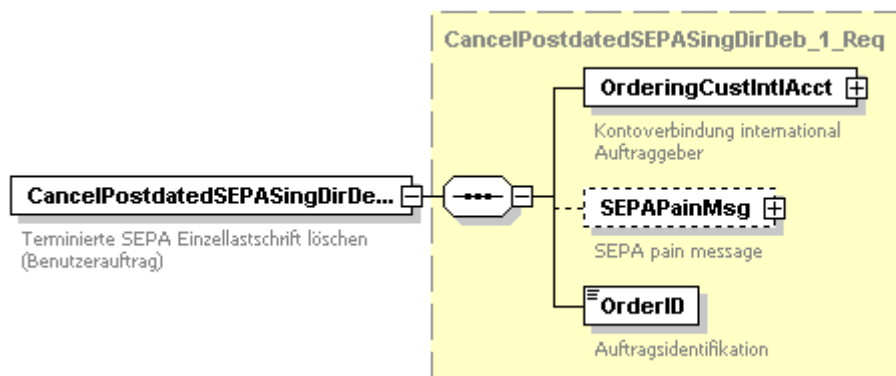 CancelPostdatedSEPASingDirDeb_1_Req
OrderingCustIntlAcct
Kontoverbindung international
Auftraggeber
CancelPostdatedSEPASingDirDe...
Terminierte SEPA Einzellastschrift löschen
(Benutzerauftrag)
SEPAPainMsg
SEPA pain message
OrderID
Auftragsidentifikation